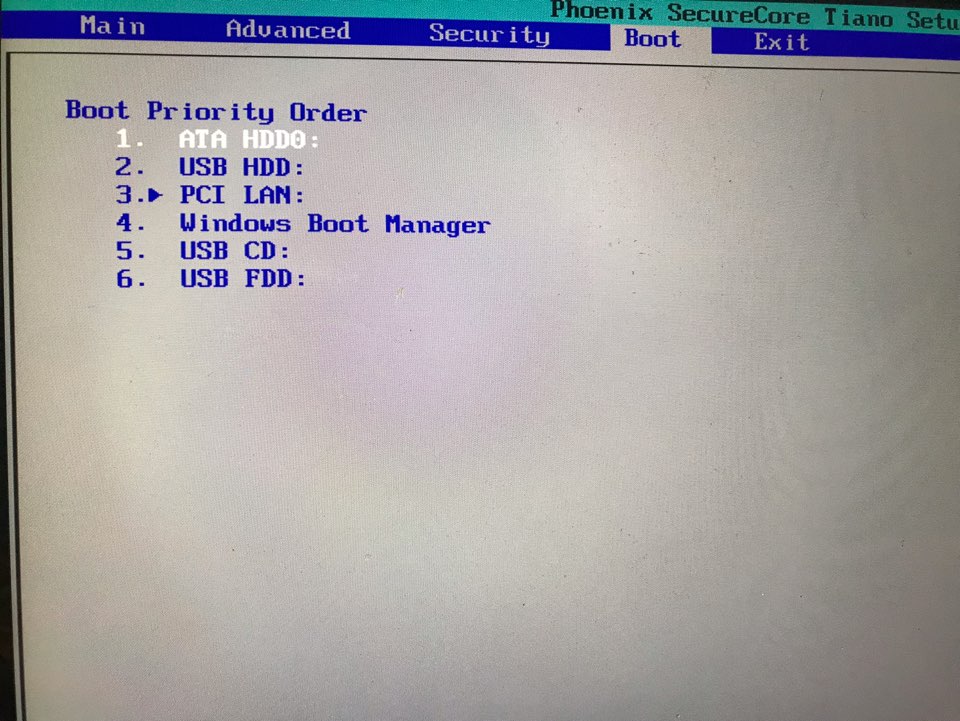 Phoenix SecureCore Tiano Setu
Main Advanced Security Boot Exit
Boot Priority Order
1. ATA HDD0:
2. USB HDD:
3.▶ PCI LAN:
4. Windows Boot Manager
5. USB CD:
6. USB FDD: